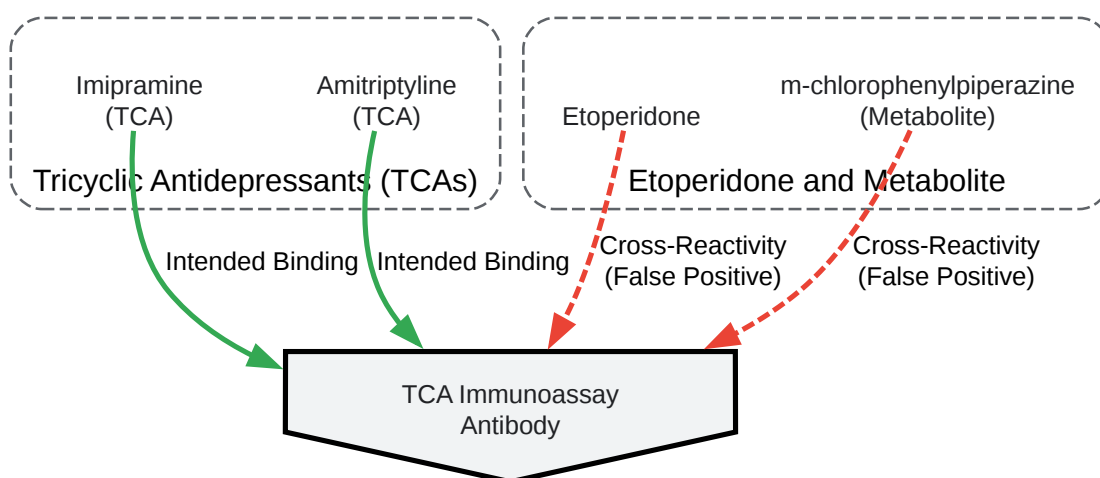 Imipramine
(TCA)
Amitriptyline
(TCA)
Tricyclic Antidepressants (TCAs)
Etoperidone
m-chlorophenylpiperazine
(Metabolite)
Etoperidone and Metabolite
Intended Binding
Intended Binding
Cross-Reactivity
(False Positive)
Cross-Reactivity
(False Positive)
TCA Immunoassay
Antibody